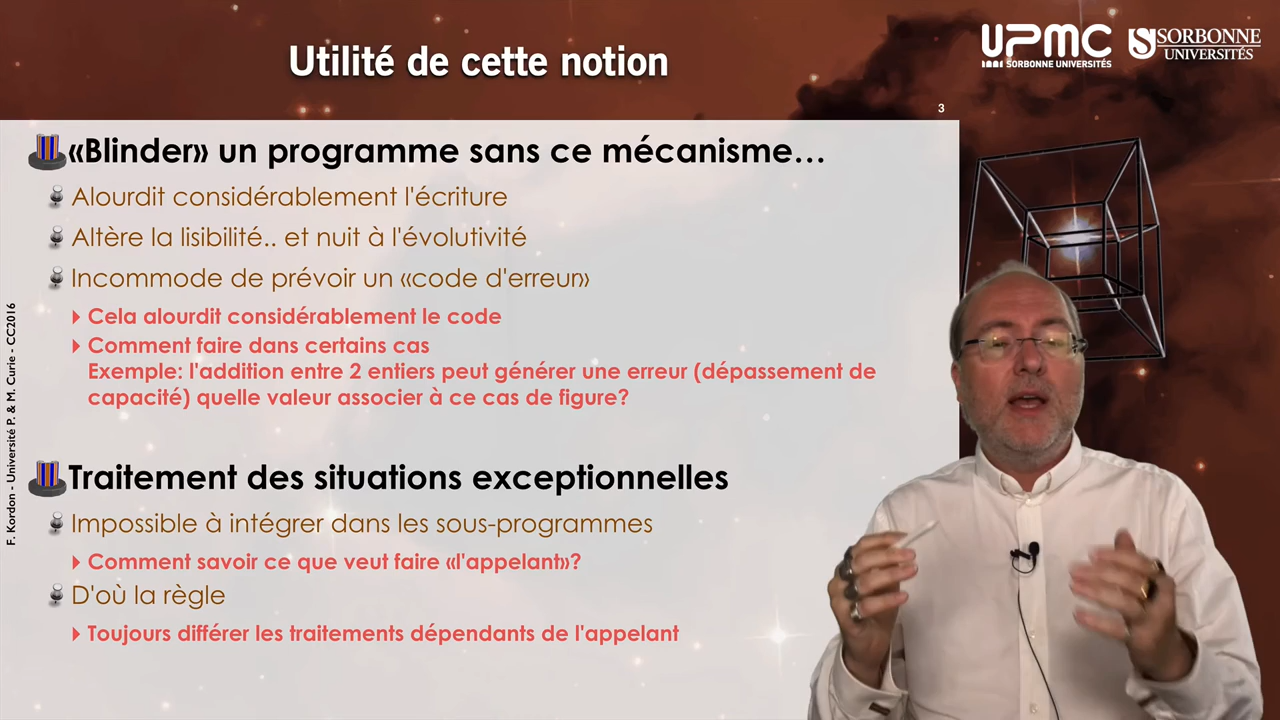 Utilité de cette notion
UPMC
SORBONNE UNIVERSITÉS
SORBONNE
UNIVERSITÉS
3
«Blinder» un programme sans ce mécanisme…
Alourdit considérablement l'écriture
Altère la lisibilité.. et nuit à l'évolutivité
Incommode de prévoir un «code d'erreur»
Cela alourdit considérablement le code
Comment faire dans certains cas
Exemple: l'addition entre 2 entiers peut générer une erreur (dépassement de
capacité) quelle valeur associer à ce cas de figure?
Traitement des situations exceptionnelles
Impossible à intégrer dans les sous-programmes
Comment savoir ce que veut faire «l'appelant»?
D'où la règle
Toujours différer les traitements dépendants de l'appelant
F. Kordon - Université P. & M. Curie - CC2016